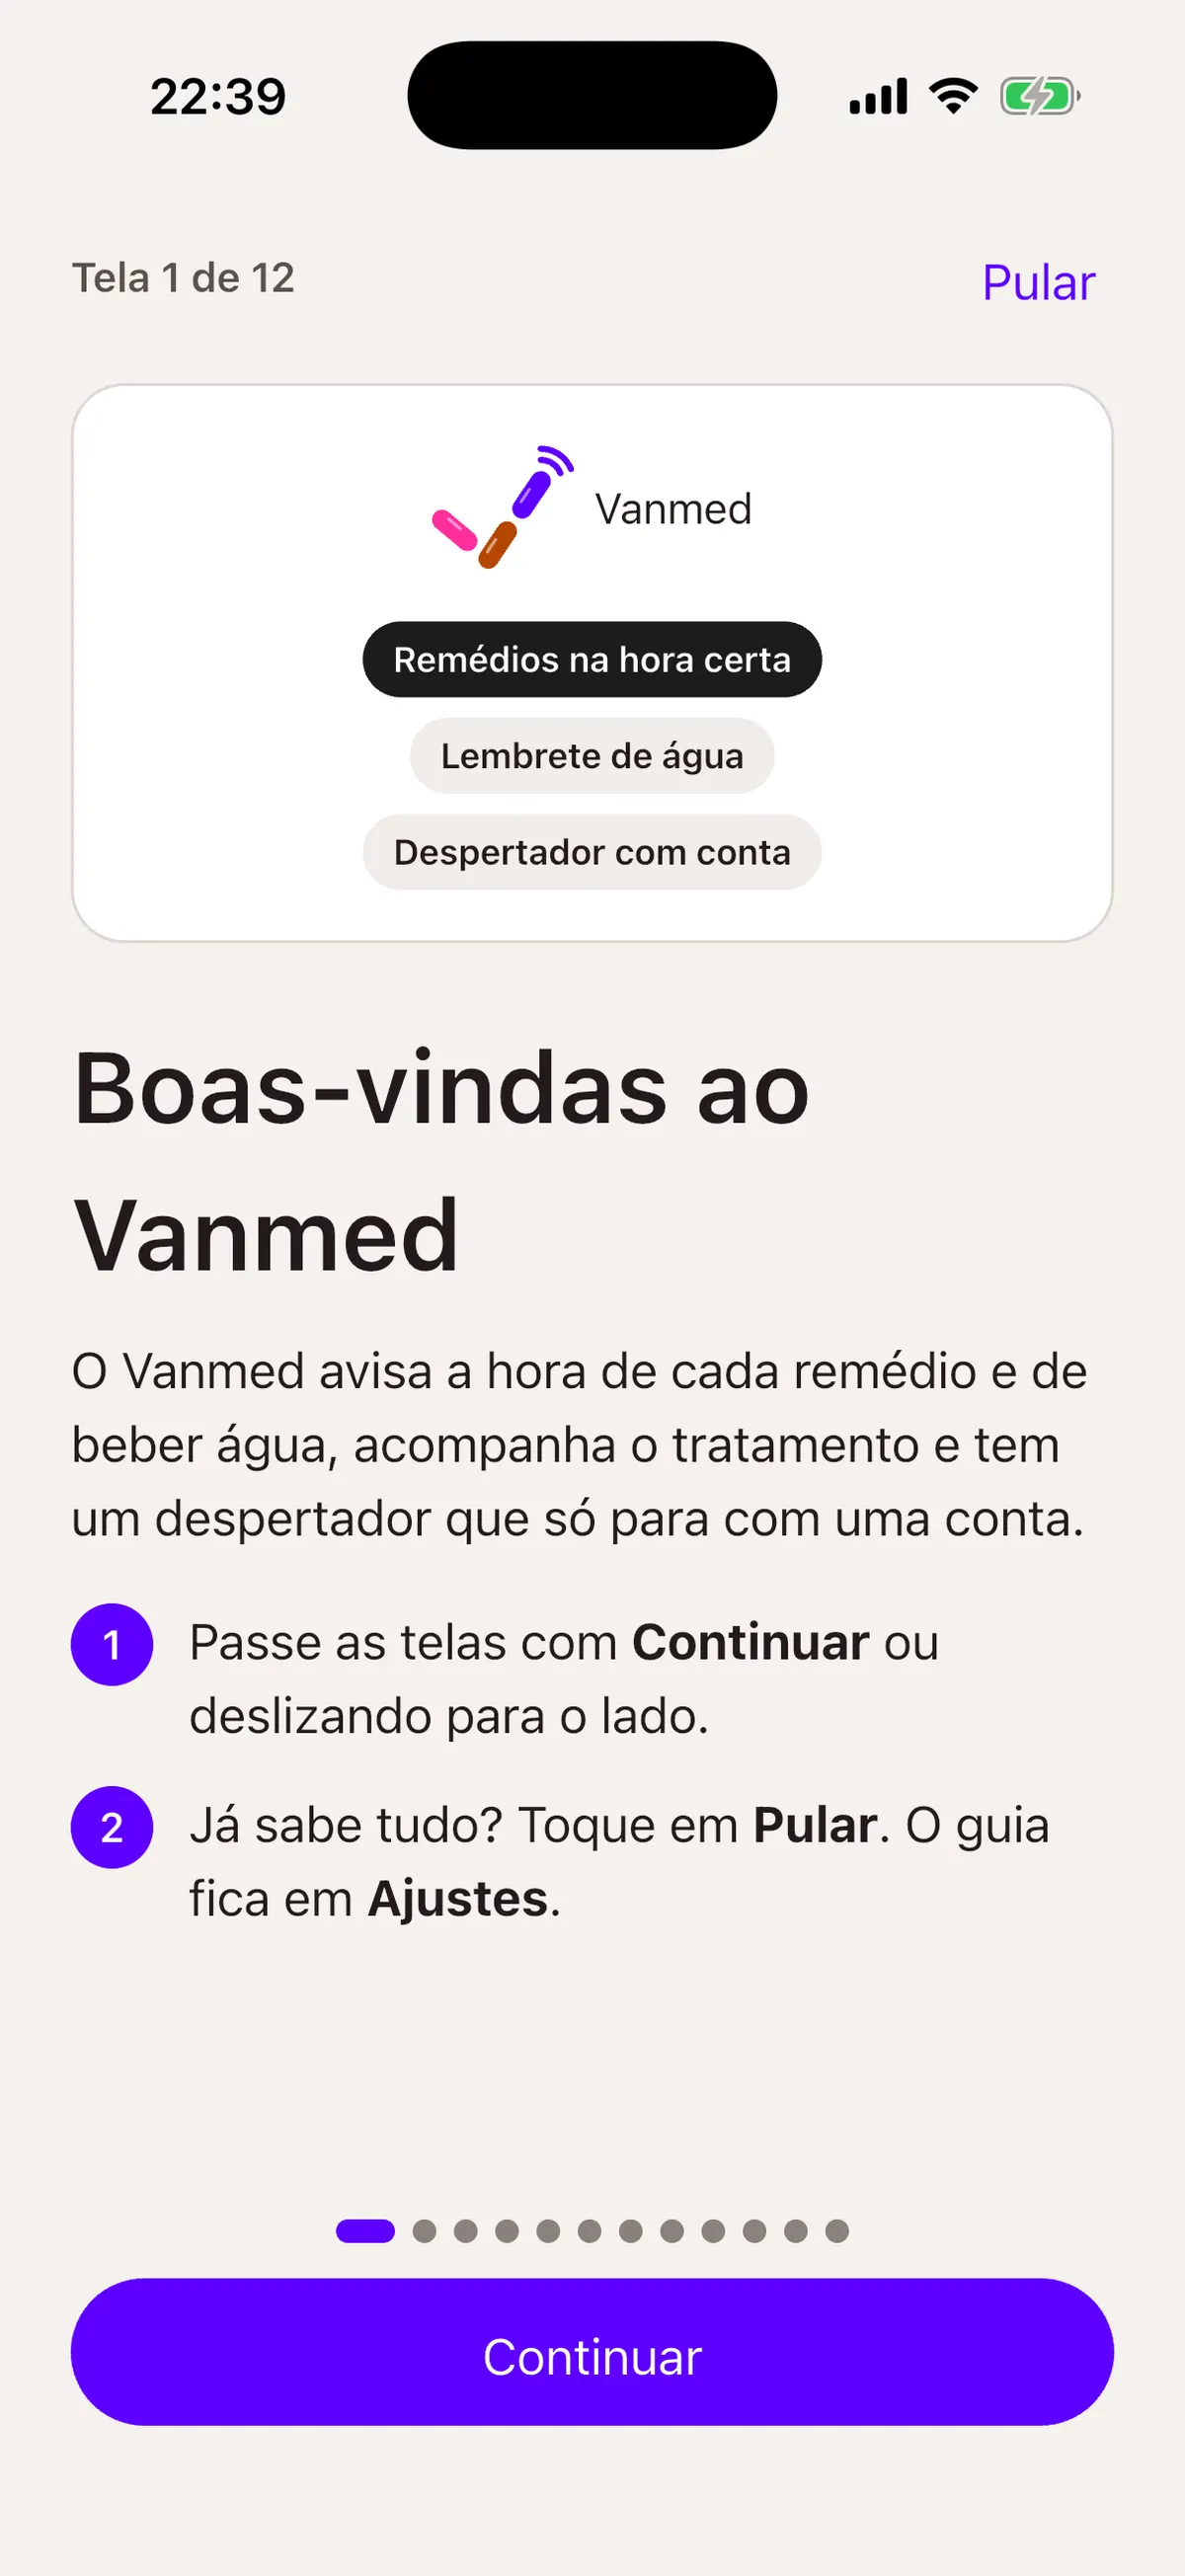 22:39
Tela 1 de 12
Pular
Vanmed
Remédios na hora certa
Lembrete de água
Despertador com conta
Boas-vindas ao
Vanmed
O Vanmed avisa a hora de cada remédio e de
beber água, acompanha o tratamento e tem
um despertador que só para com uma conta.
1 Passe as telas com Continuar ou
deslizando para o lado.
2 Já sabe tudo? Toque em Pular. O guia
fica em Ajustes.
Continuar